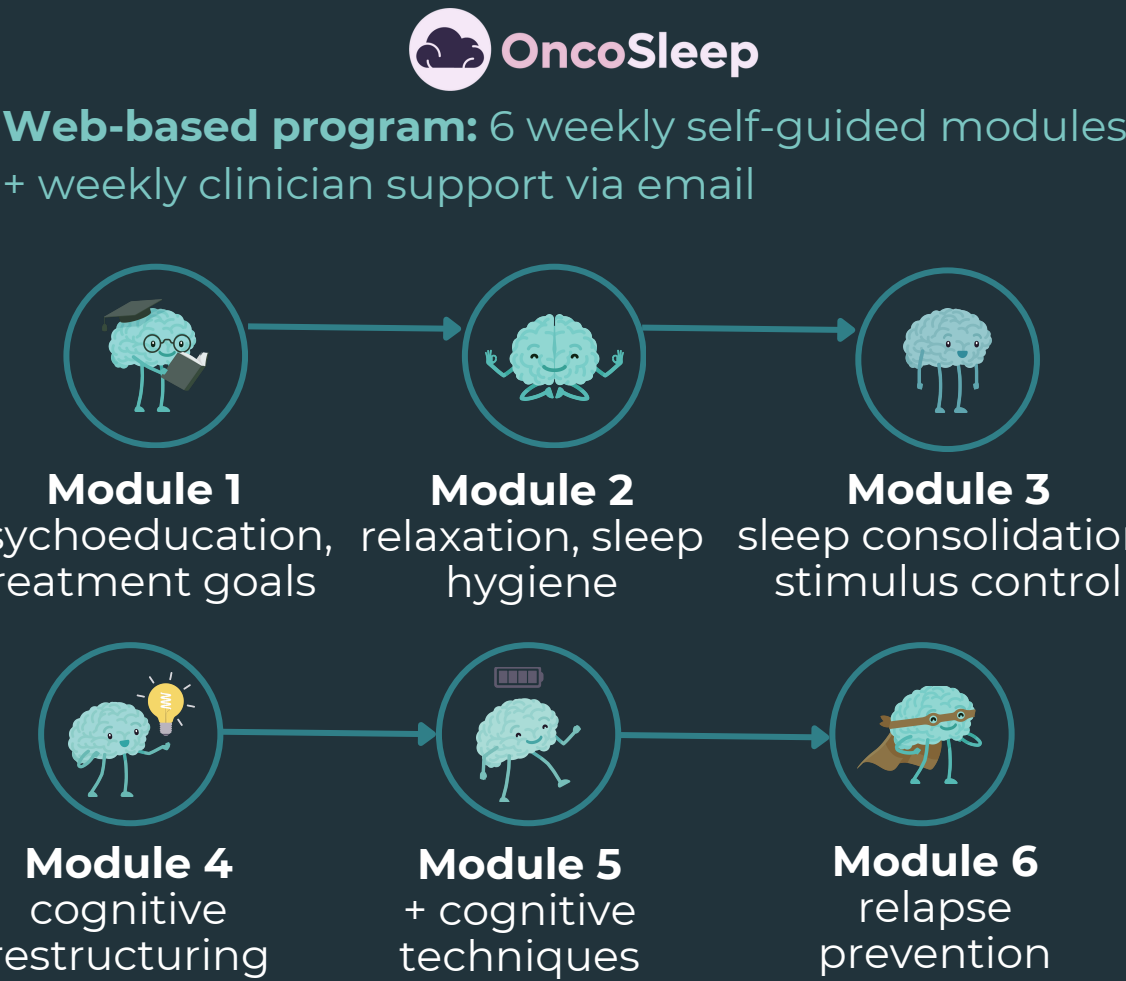 OncoSleep
Web-based program: 6 weekly self-guided modules
+ weekly clinician support via email
Module 1
sychoeducation,
reatment goals
Module 2
relaxation, sleep
hygiene
Module 3
sleep consolidation
stimulus control
Module 4
cognitive
restructuring
Module 5
+ cognitive
techniques
Module 6
relapse
prevention